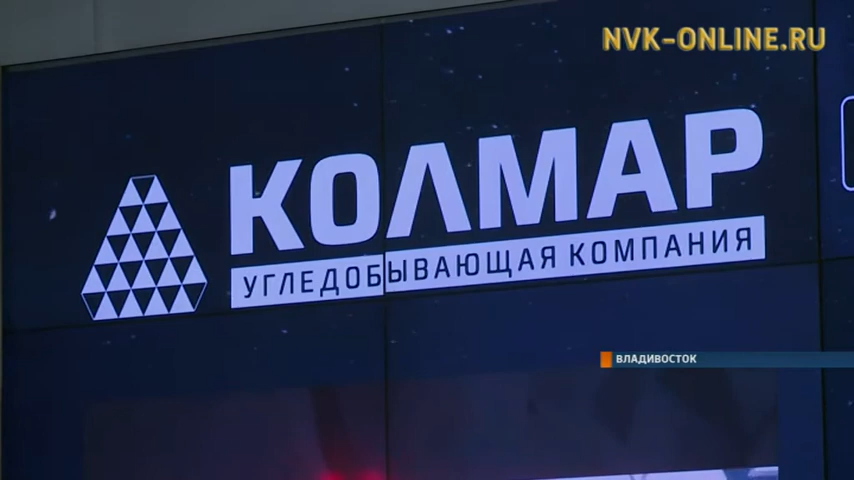 NVK-ONLINE.RU
КОЛМАР
УГЛЕДОБЫВАЮЩАЯ КОМПАНИЯ
ВЛАДИВОСТОК